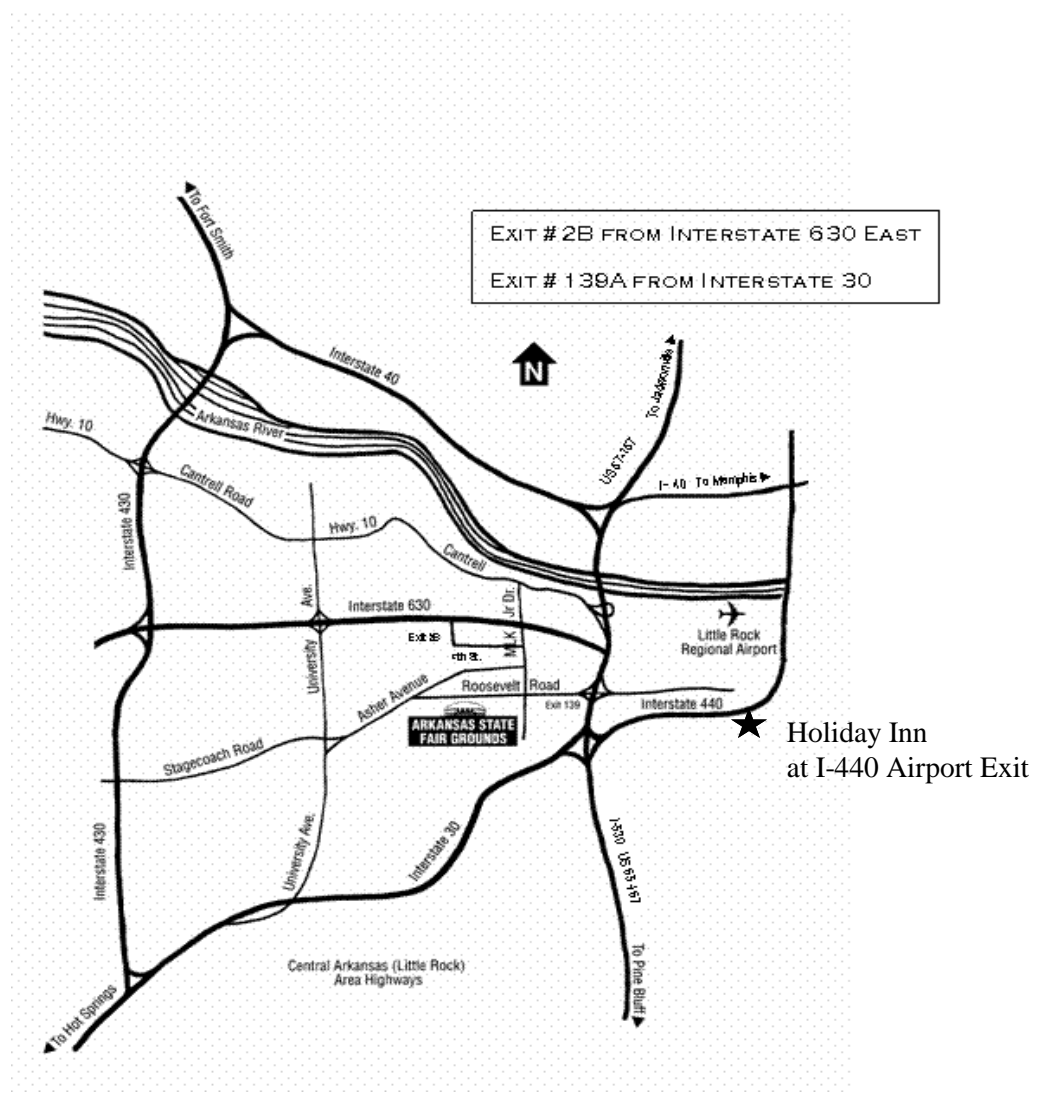 To Fort Smith
EXIT # 2B FROM INTERSTATE 630 EAST
EXIT # 139A FROM INTERSTATE 30
N
Interstate 40
To Jacksonville
Arkansas River
Hwy. 10
US 67-167
I-40 To Memphis
Cantrell Road
Interstate 430
Hwy. 10
Cantrell
Ave.
Interstate 630
MLK Jr Dr.
Little Rock
Regional Airport
Exit 2B
University
Asher Avenue
Roosevelt Road
Exit 139
Interstate 440
ARKANSAS STATE
FAIR GROUNDS
Holiday Inn
at I-440 Airport Exit
Stagecoach Road
Interstate 430
University Ave.
Interstate 30
To Pine Bluff
Central Arkansas (Little Rock)
Area Highways
To Hot Springs